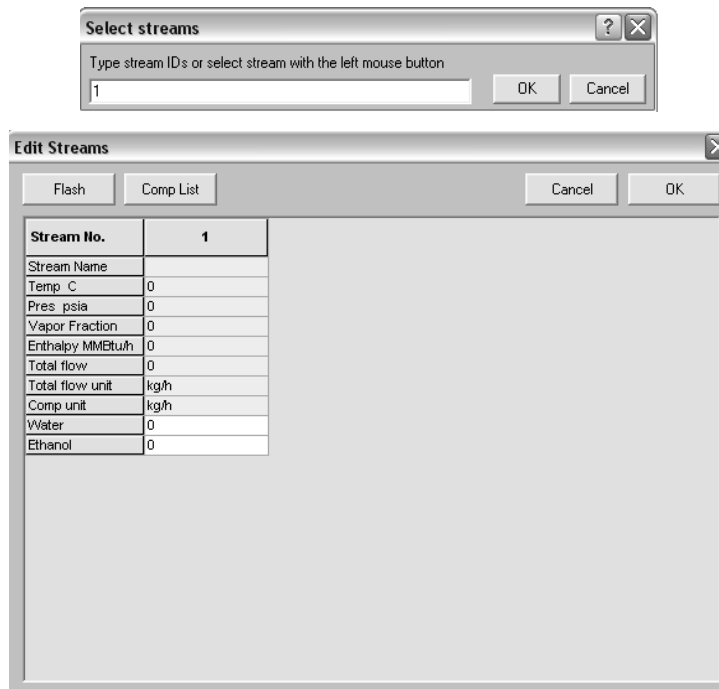 Select streams
?
Type stream IDs or select stream with the left mouse button
1 OK Cancel
Edit Streams
Flash Comp List Cancel OK
Stream No. 1
Stream Name
Temp C 0
Pres psia 0
Vapor Fraction 0
Enthalpy MMBtu/h 0
Total flow 0
Total flow unit kg/h
Comp unit kg/h
Water 0
Ethanol 0